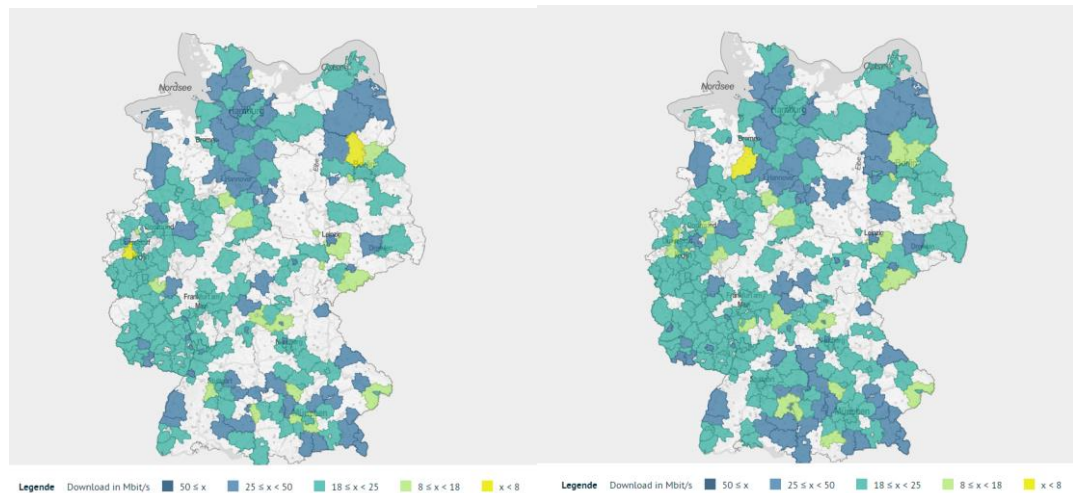 Nordsee
Hamburg
Bremen
Elbe
Hannover
Dortmund
Leipzig
Dresden
Frankfurt am
Main
München
Legende Download in Mbit/s 50 ≤ x 25 ≤ x < 50 18 ≤ x < 25 8 ≤ x < 18 x < 8
Nordsee
Hamburg
Bremen
Elbe
Hannover
Leipzig
Dresden
Frankfurt am
Main
München
Legende Download in Mbit/s 50 ≤ x 25 ≤ x < 50 18 ≤ x < 25 8 ≤ x < 18 x < 8